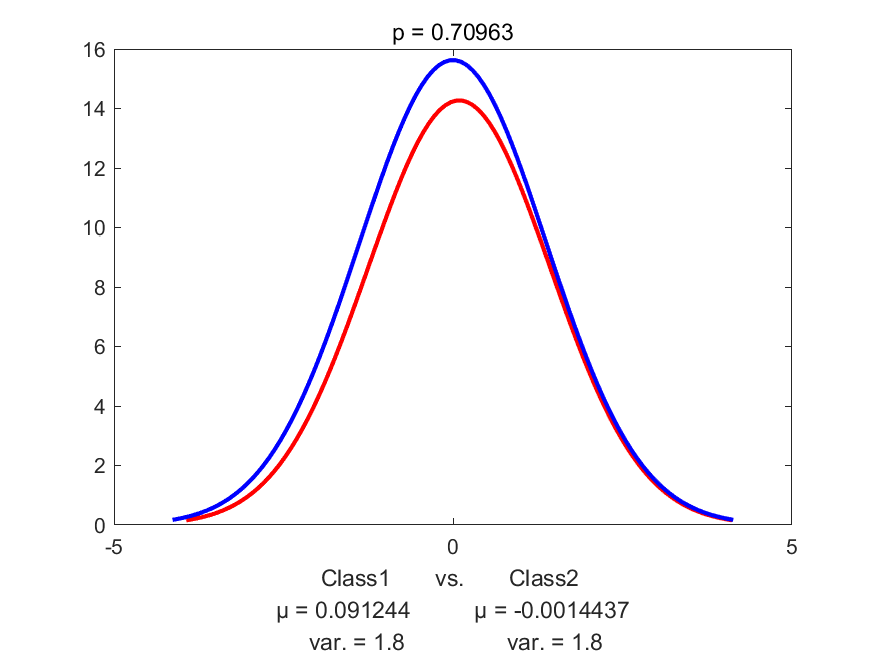 p = 0.70963
16
14
12
10
8
6
4
2
0
-5 0 5
Class1 vs. Class2
μ = 0.091244 μ = -0.0014437
var. = 1.8 var. = 1.8